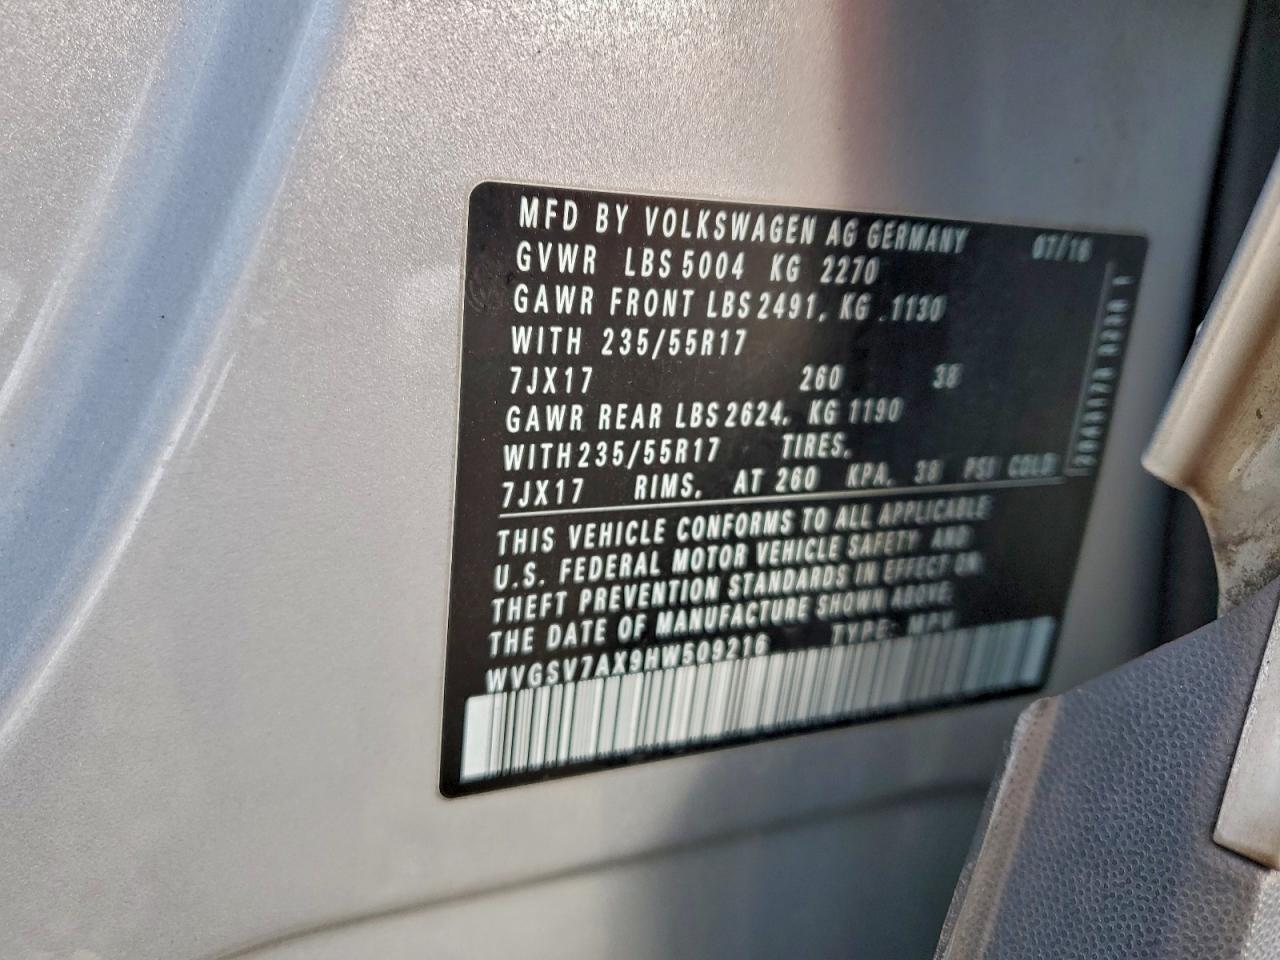 MFD BY VOLKSWAGEN AG GERMANY 07/16
GVWR LBS 5004 KG 2270
GAWR FRONT LBS 2491, KG 1130
WITH 235/55R17
7JX17 260 38
GAWR REAR LBS 2624, KG 1190
WITH 235/55R17 TIRES,
7JX17 RIMS, AT 260 KPA, 38 PSI COLD
THIS VEHICLE CONFORMS TO ALL APPLICABLE
U.S. FEDERAL MOTOR VEHICLE SAFETY AND
THEFT PREVENTION STANDARDS IN EFFECT ON
THE DATE OF MANUFACTURE SHOWN ABOVE.
WVGSV7AX9HW509216 TYPE: MPV